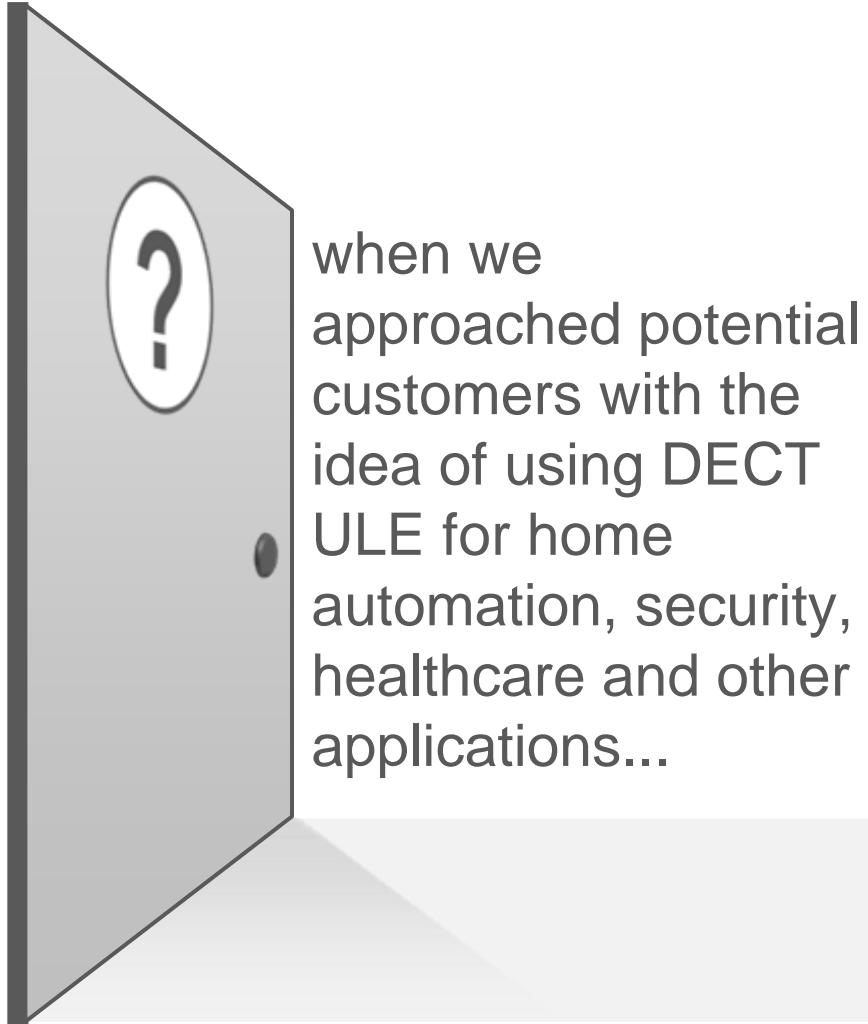 ?
when we
approached potential
customers with the
idea of using DECT
ULE for home
automation, security,
healthcare and other
applications...